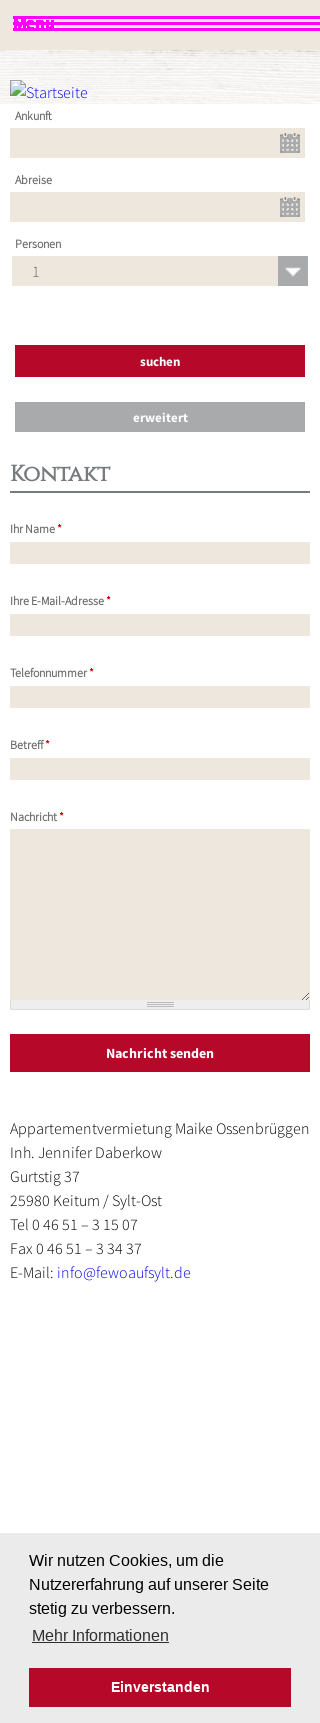 Menu
Startseite
Ankunft
Abreise
Personen
1
suchen
erweitert
Kontakt
Ihr Name *
Ihre E-Mail-Adresse *
Telefonnummer *
Betreff *
Nachricht *
Nachricht senden
Appartementvermietung Maike Ossenbrüggen
Inh. Jennifer Daberkow
Gurtstig 37
25980 Keitum / Sylt-Ost
Tel 0 46 51 – 3 15 07
Fax 0 46 51 – 3 34 37
E-Mail: info@fewoaufsylt.de
Wir nutzen Cookies, um die
Nutzererfahrung auf unserer Seite
stetig zu verbessern.
Mehr Informationen
Einverstanden